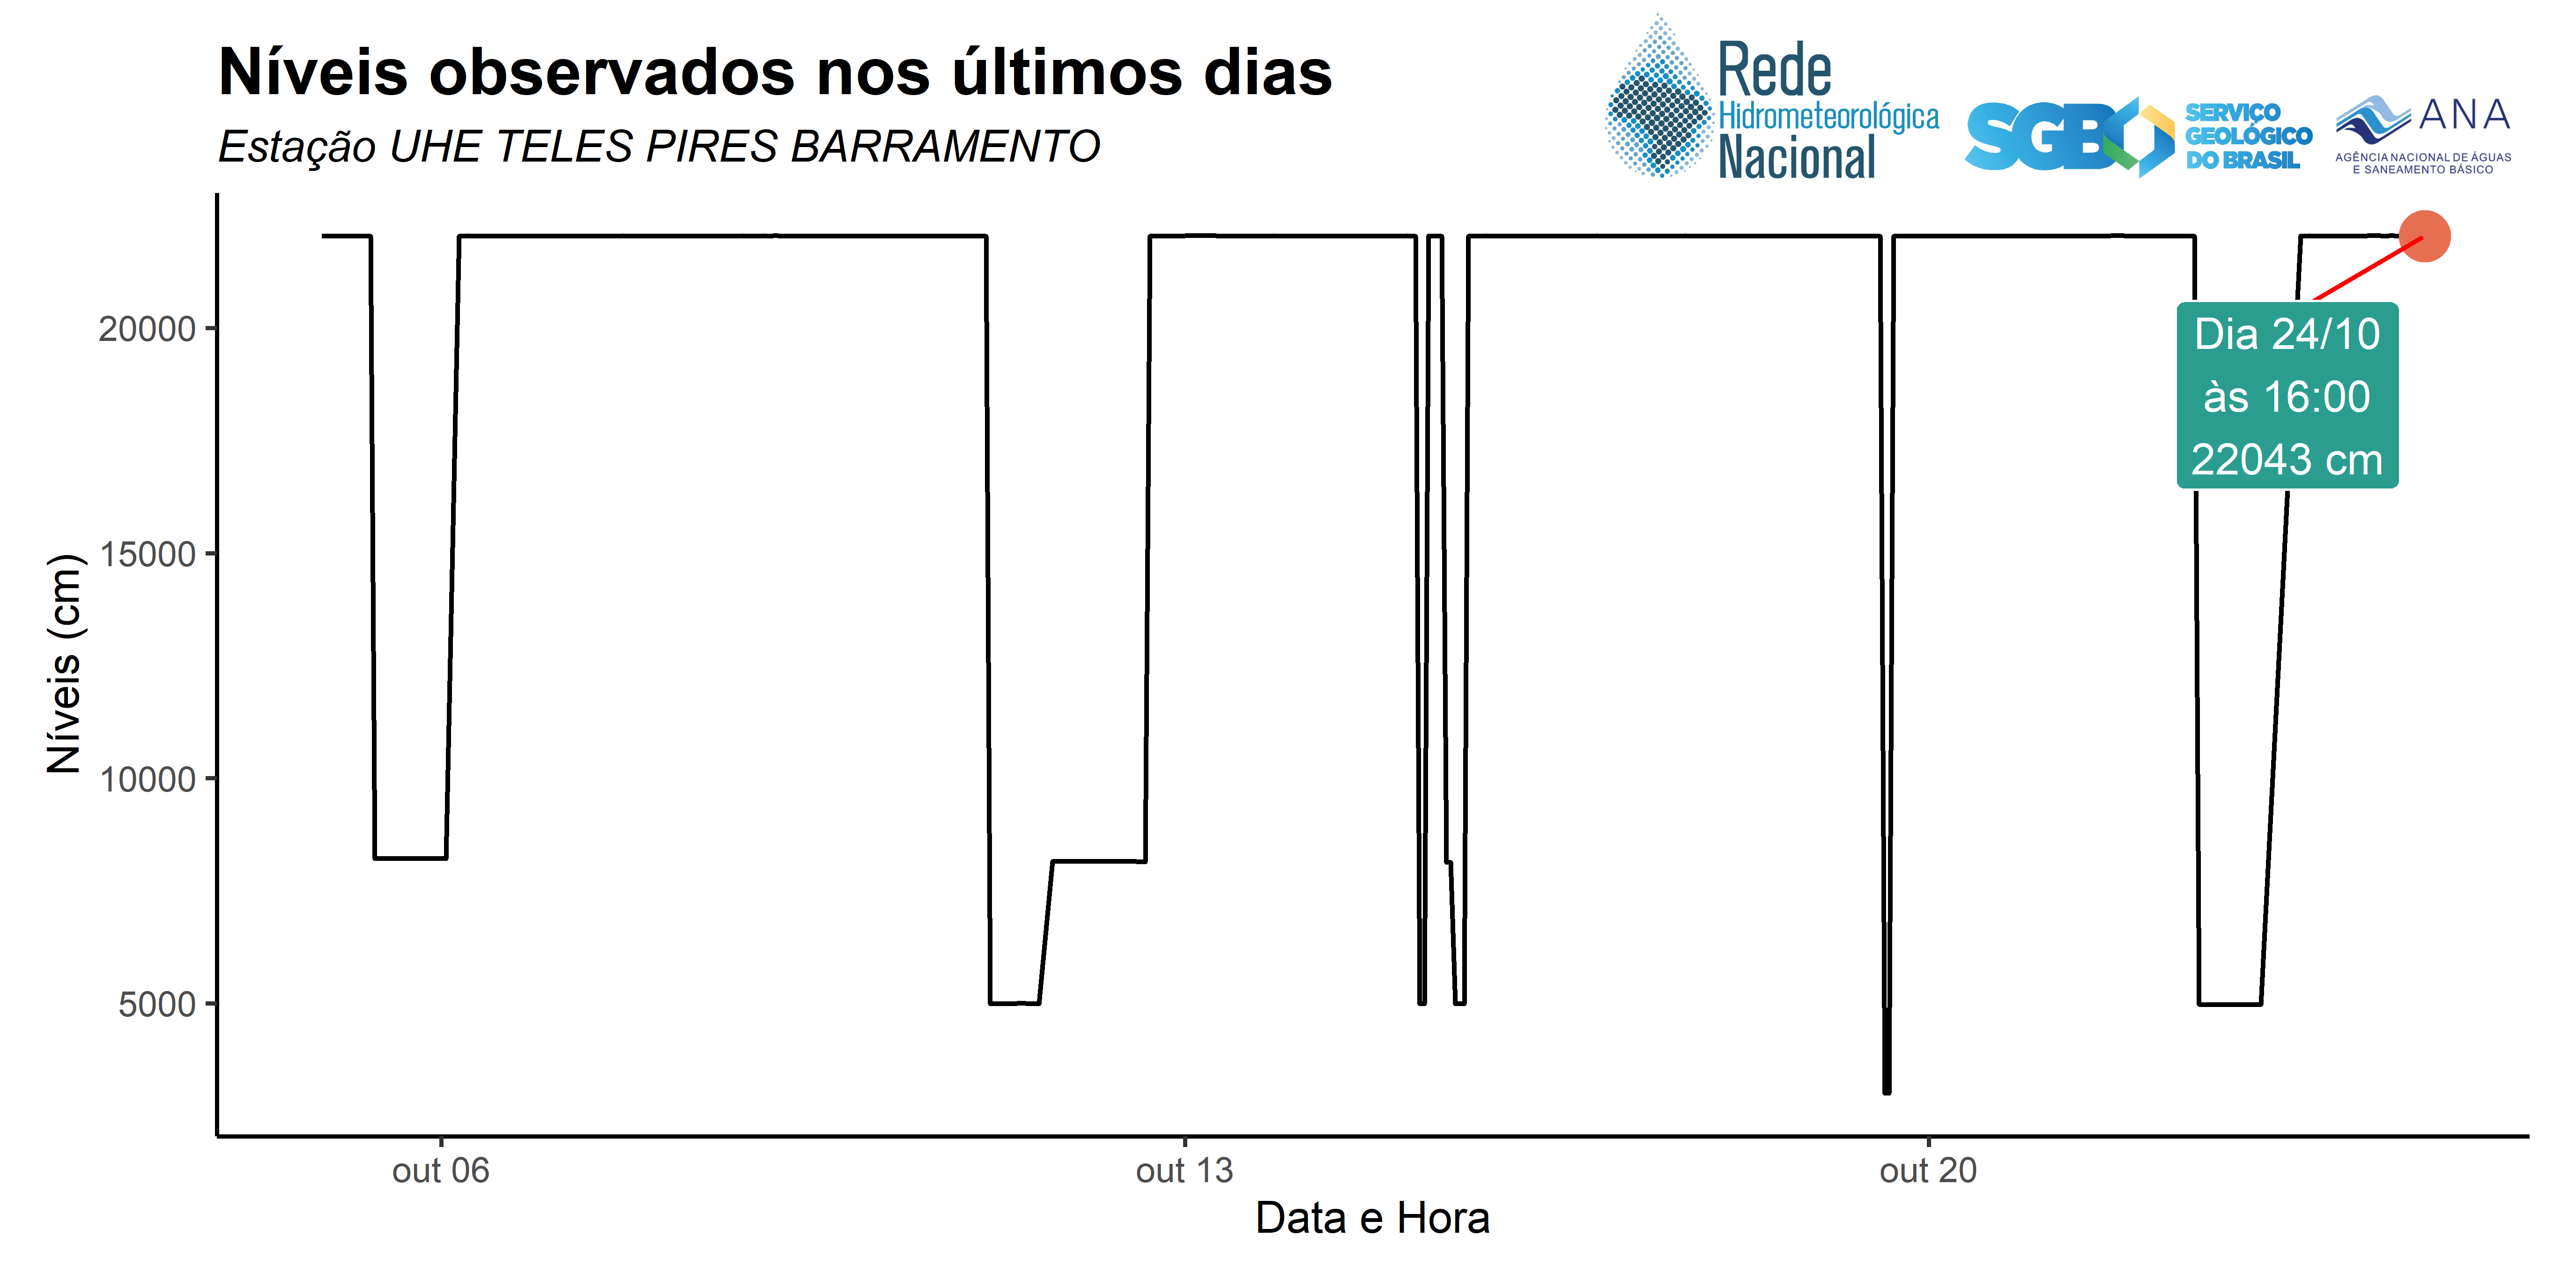 Níveis observados nos últimos dias
Estação UHE TELES PIRES BARRAMENTO
Rede
Hidrometeorológica
Nacional
SGB
SERVIÇO
GEOLÓGICO
DO BRASIL
ANA
AGÊNCIA NACIONAL DE ÁGUAS
E SANEAMENTO BÁSICO
Níveis (cm)
20000
15000
10000
5000
Dia 24/10
às 16:00
22043 cm
out 06
out 13
out 20
Data e Hora